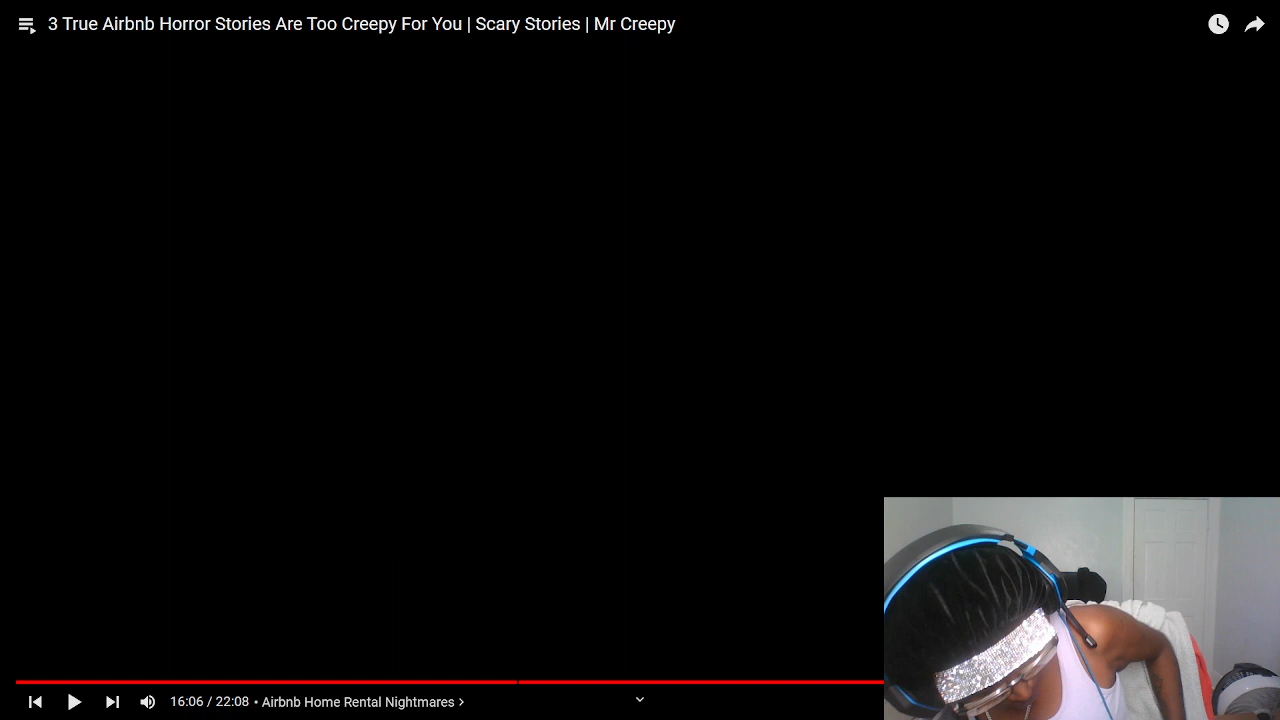 3 True Airbnb Horror Stories Are Too Creepy For You | Scary Stories | Mr Creepy
16:06 / 22:08 • Airbnb Home Rental Nightmares